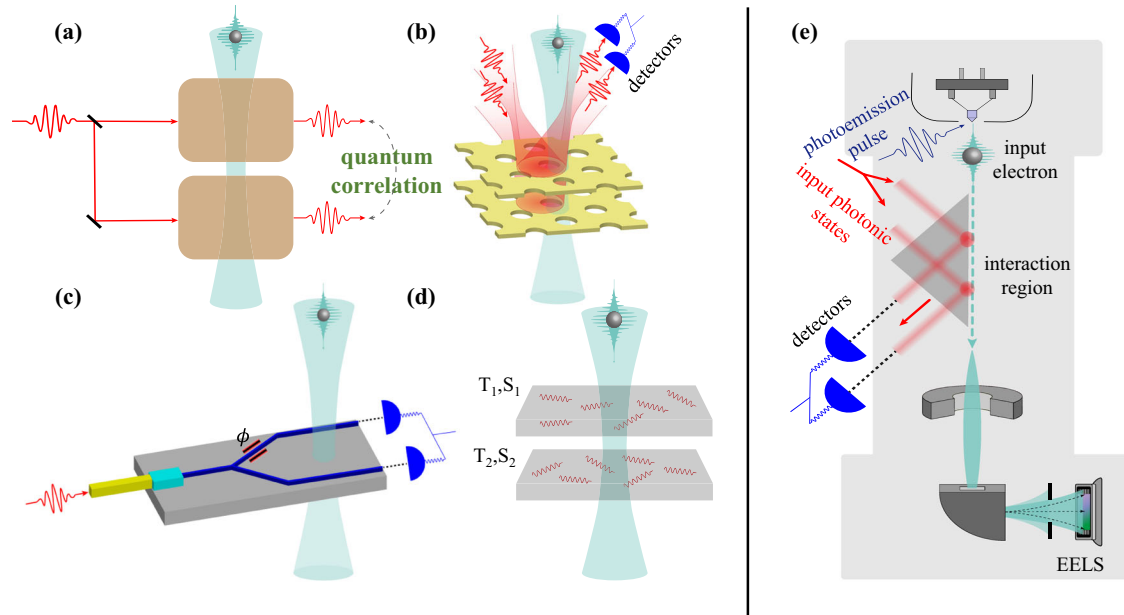 (a)
quantum
correlation
(b)
detectors
(c)
ϕ
(d)
T₁,S₁
T₂,S₂
(e)
photoemission
pulse
input photonic
states
input
electron
interaction
region
detectors
EELS